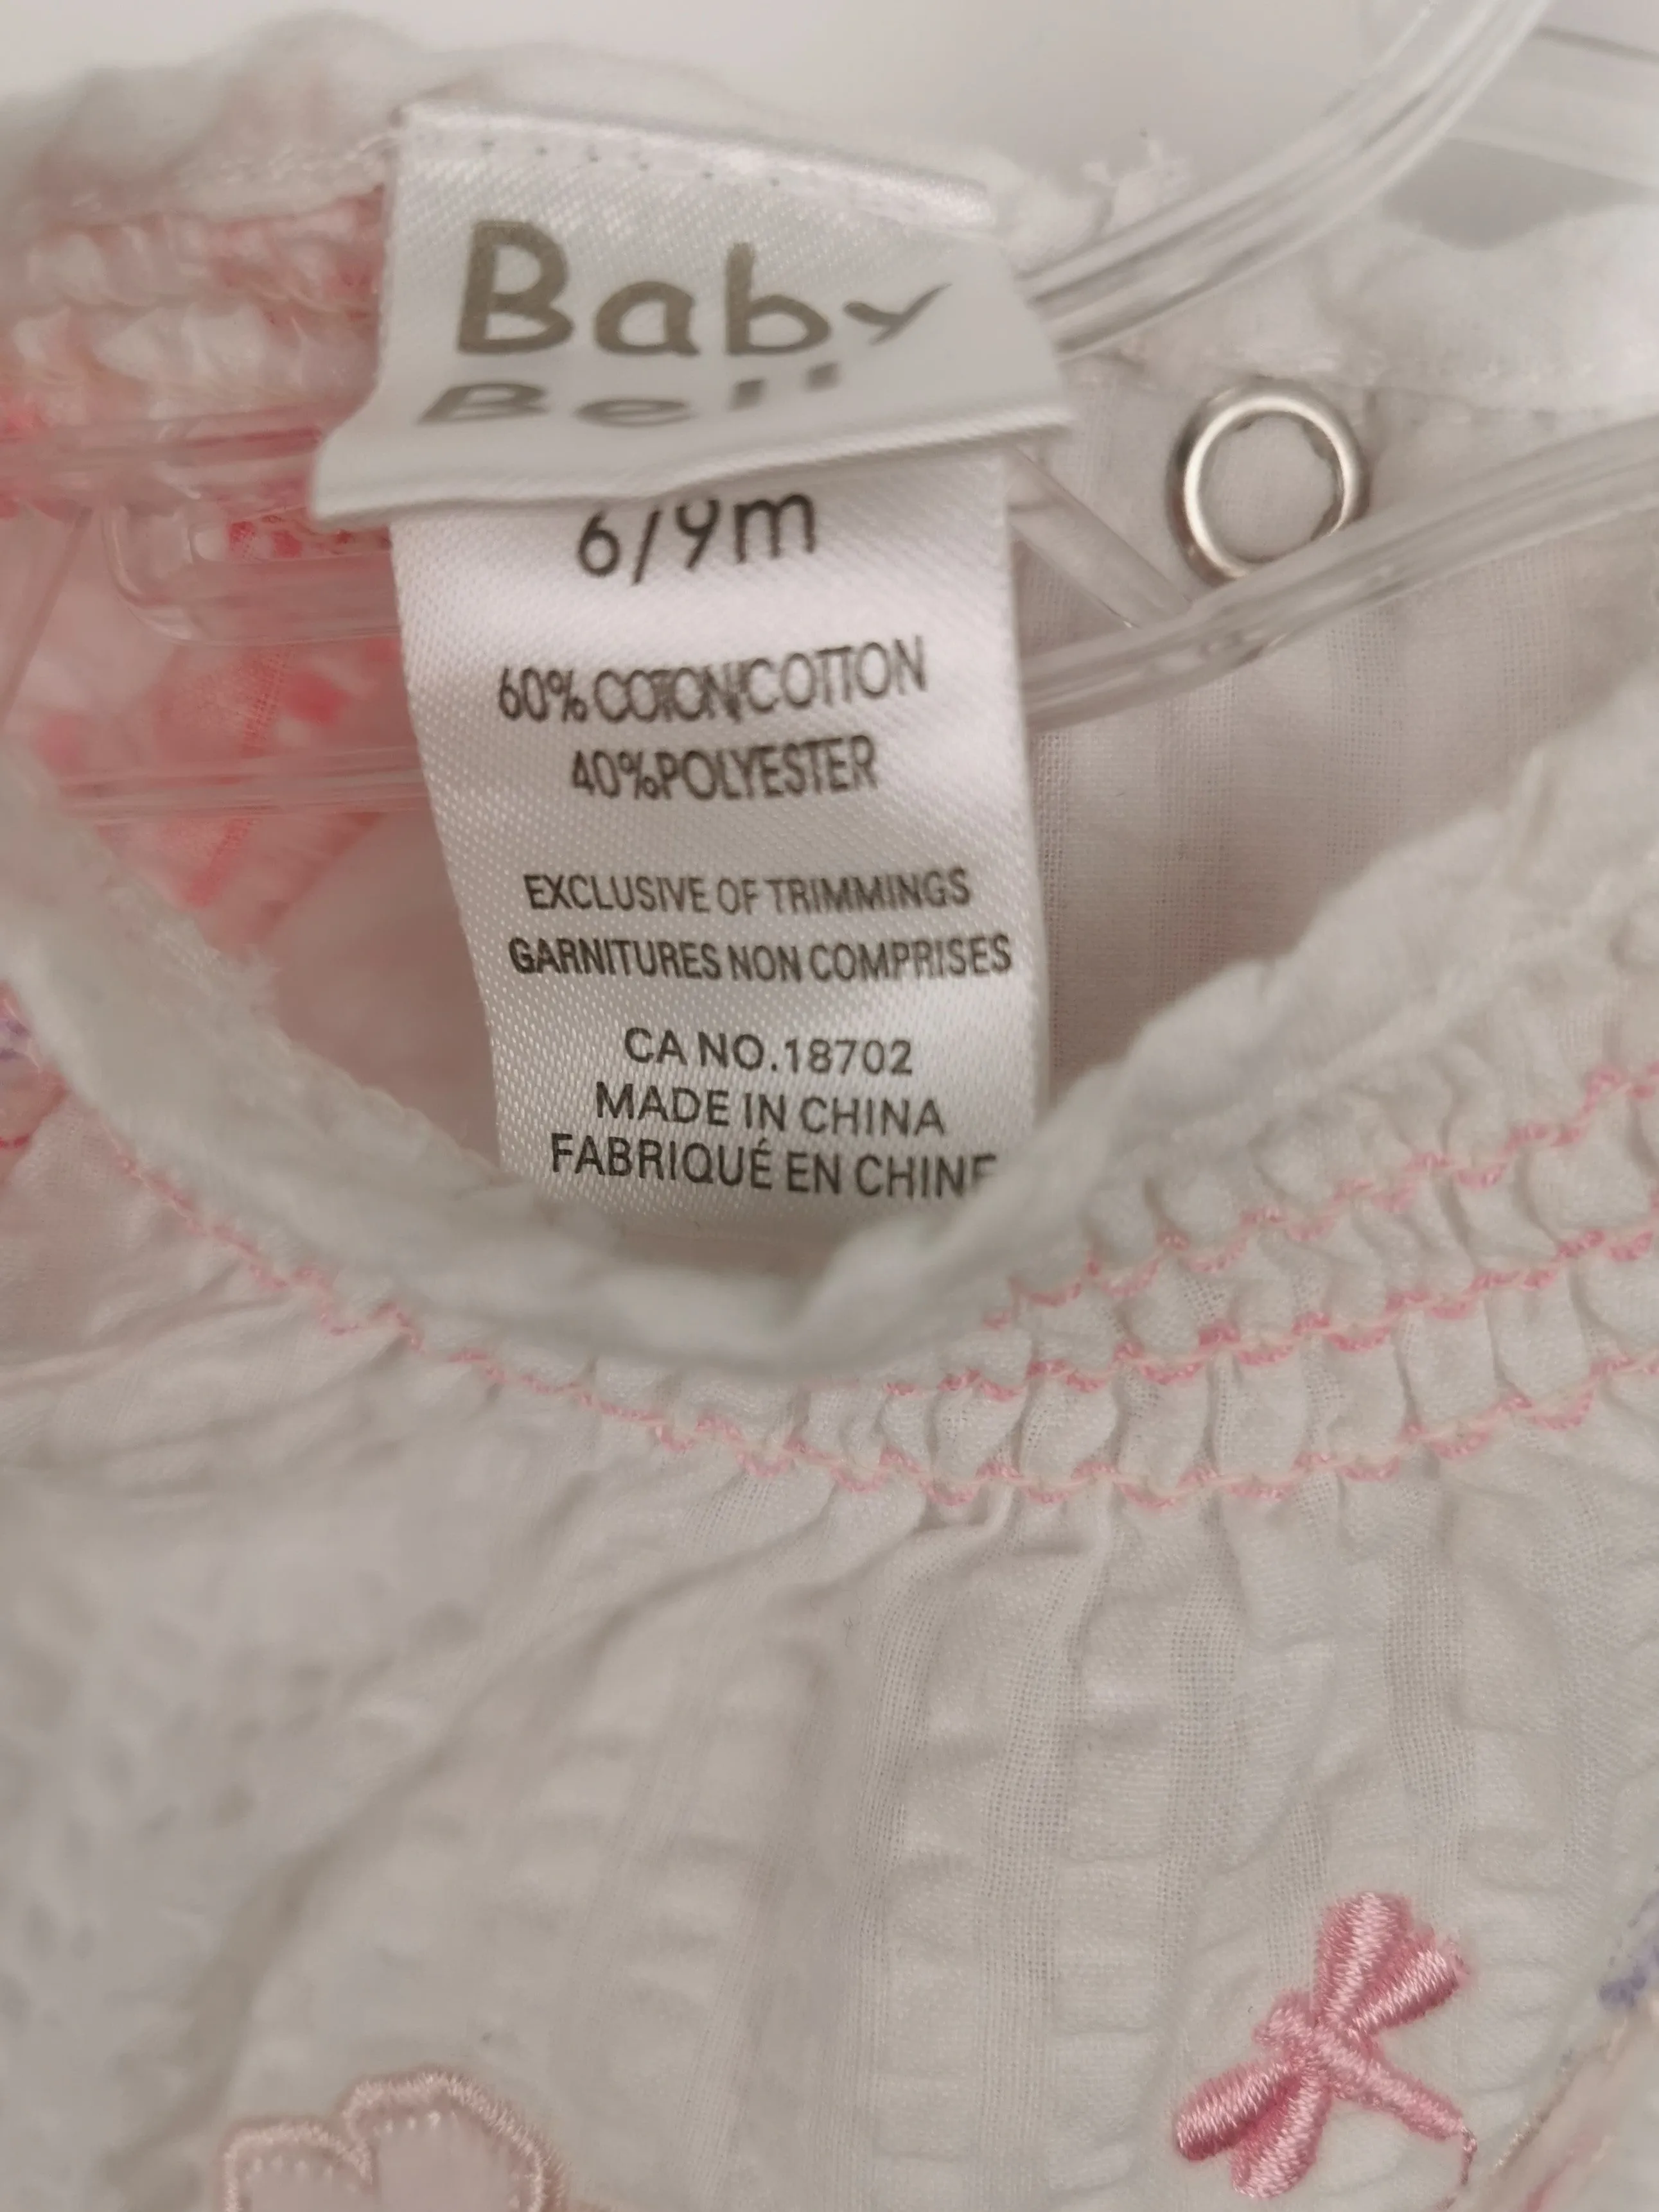 Baby
Bell
6/9m
60% COTON/COTTON
40%POLYESTER
EXCLUSIVE OF TRIMMINGS
GARNITURES NON COMPRISES
CA NO.18702
MADE IN CHINA
FABRIQUÉ EN CHINE